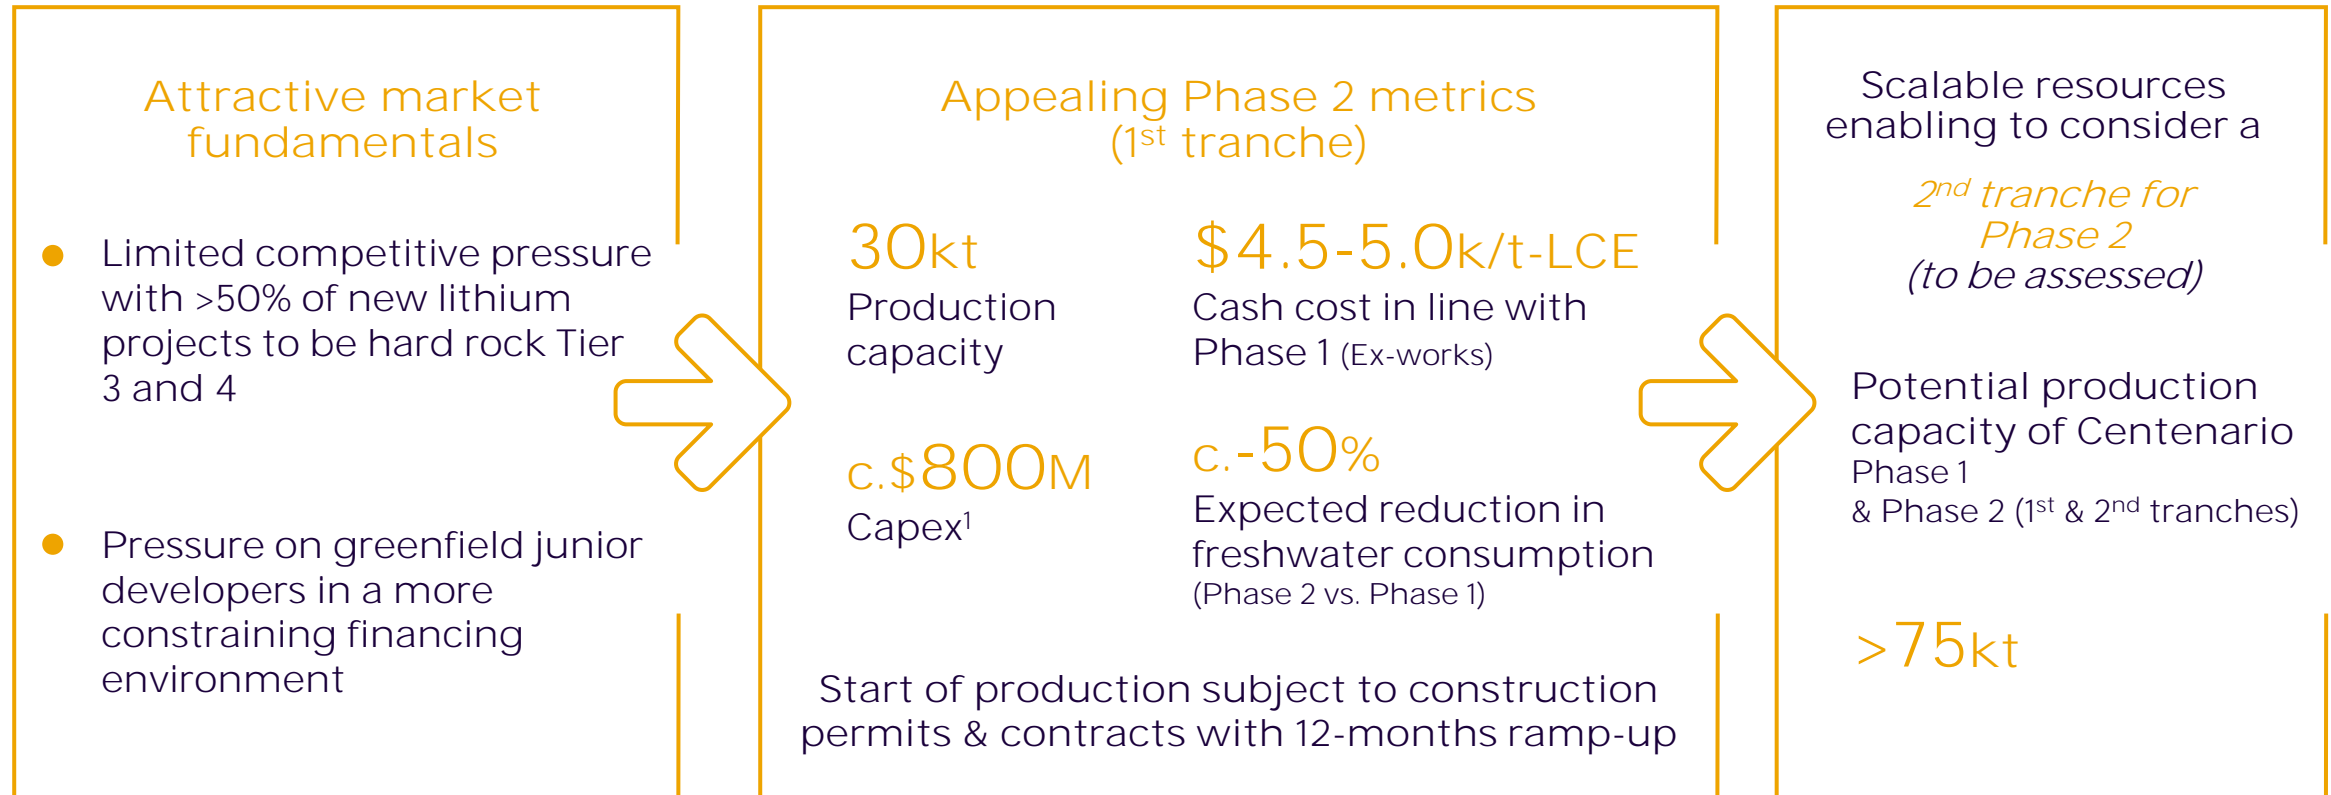 Attractive market
fundamentals
● Limited competitive pressure
with >50% of new lithium
projects to be hard rock Tier
3 and 4
● Pressure on greenfield junior
developers in a more
constraining financing
environment
Appealing Phase 2 metrics
(1st tranche)
30kt
Production
capacity
$4.5-5.0k/t-LCE
Cash cost in line with
Phase 1 (Ex-works)
c.$800M
Capex¹
c.-50%
Expected reduction in
freshwater consumption
(Phase 2 vs. Phase 1)
Start of production subject to construction
permits & contracts with 12-months ramp-up
Scalable resources
enabling to consider a
2nd tranche for
Phase 2
(to be assessed)
Potential production
capacity of Centenario
Phase 1
& Phase 2 (1st & 2nd tranches)
>75kt